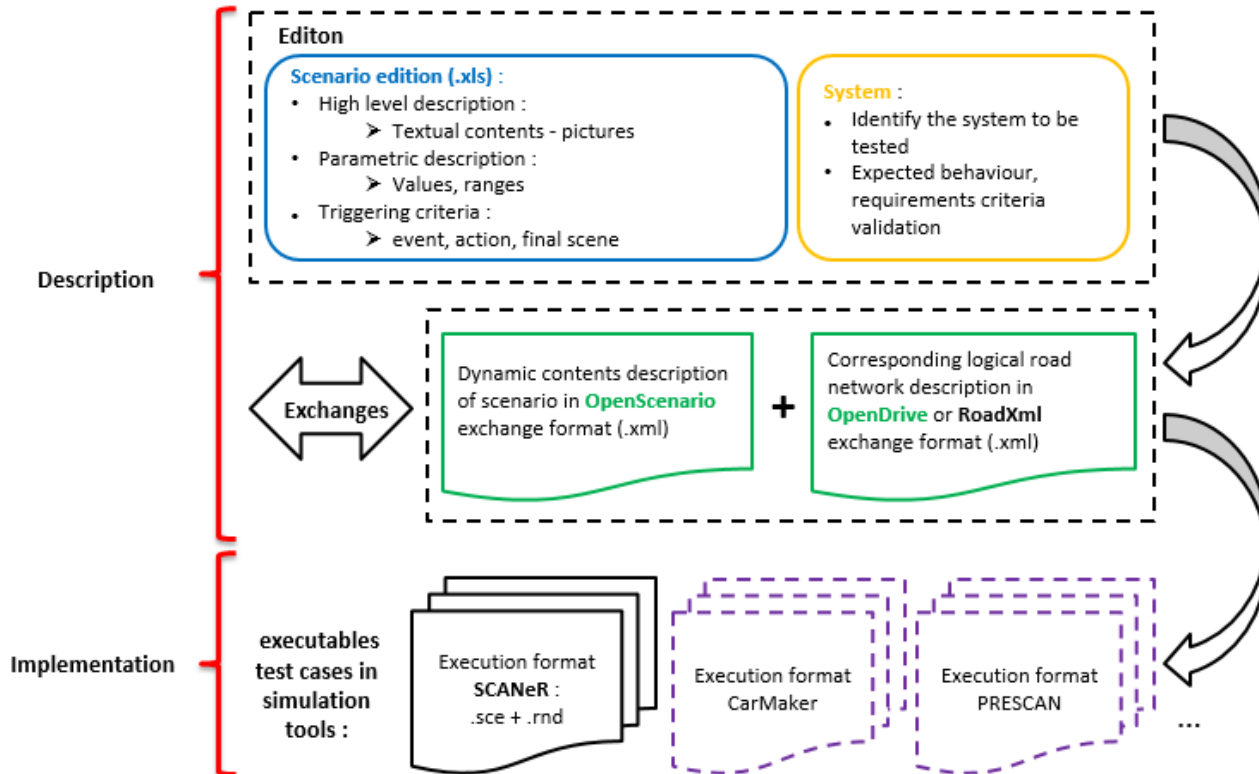 Editon
Scenario edition (.xls) :
• High level description :
➤ Textual contents - pictures
• Parametric description :
➤ Values, ranges
• Triggering criteria :
➤ event, action, final scene
System :
• Identify the system to be
tested
• Expected behaviour,
requirements criteria
validation
Description
Exchanges
Dynamic contents description
of scenario in OpenScenario
exchange format (.xml)
+
Corresponding logical road
network description in
OpenDrive or RoadXml
exchange format (.xml)
Implementation
executables
test cases in
simulation
tools :
Execution format
SCANeR :
.sce + .rnd
Execution format
CarMaker
Execution format
PRESCAN
...